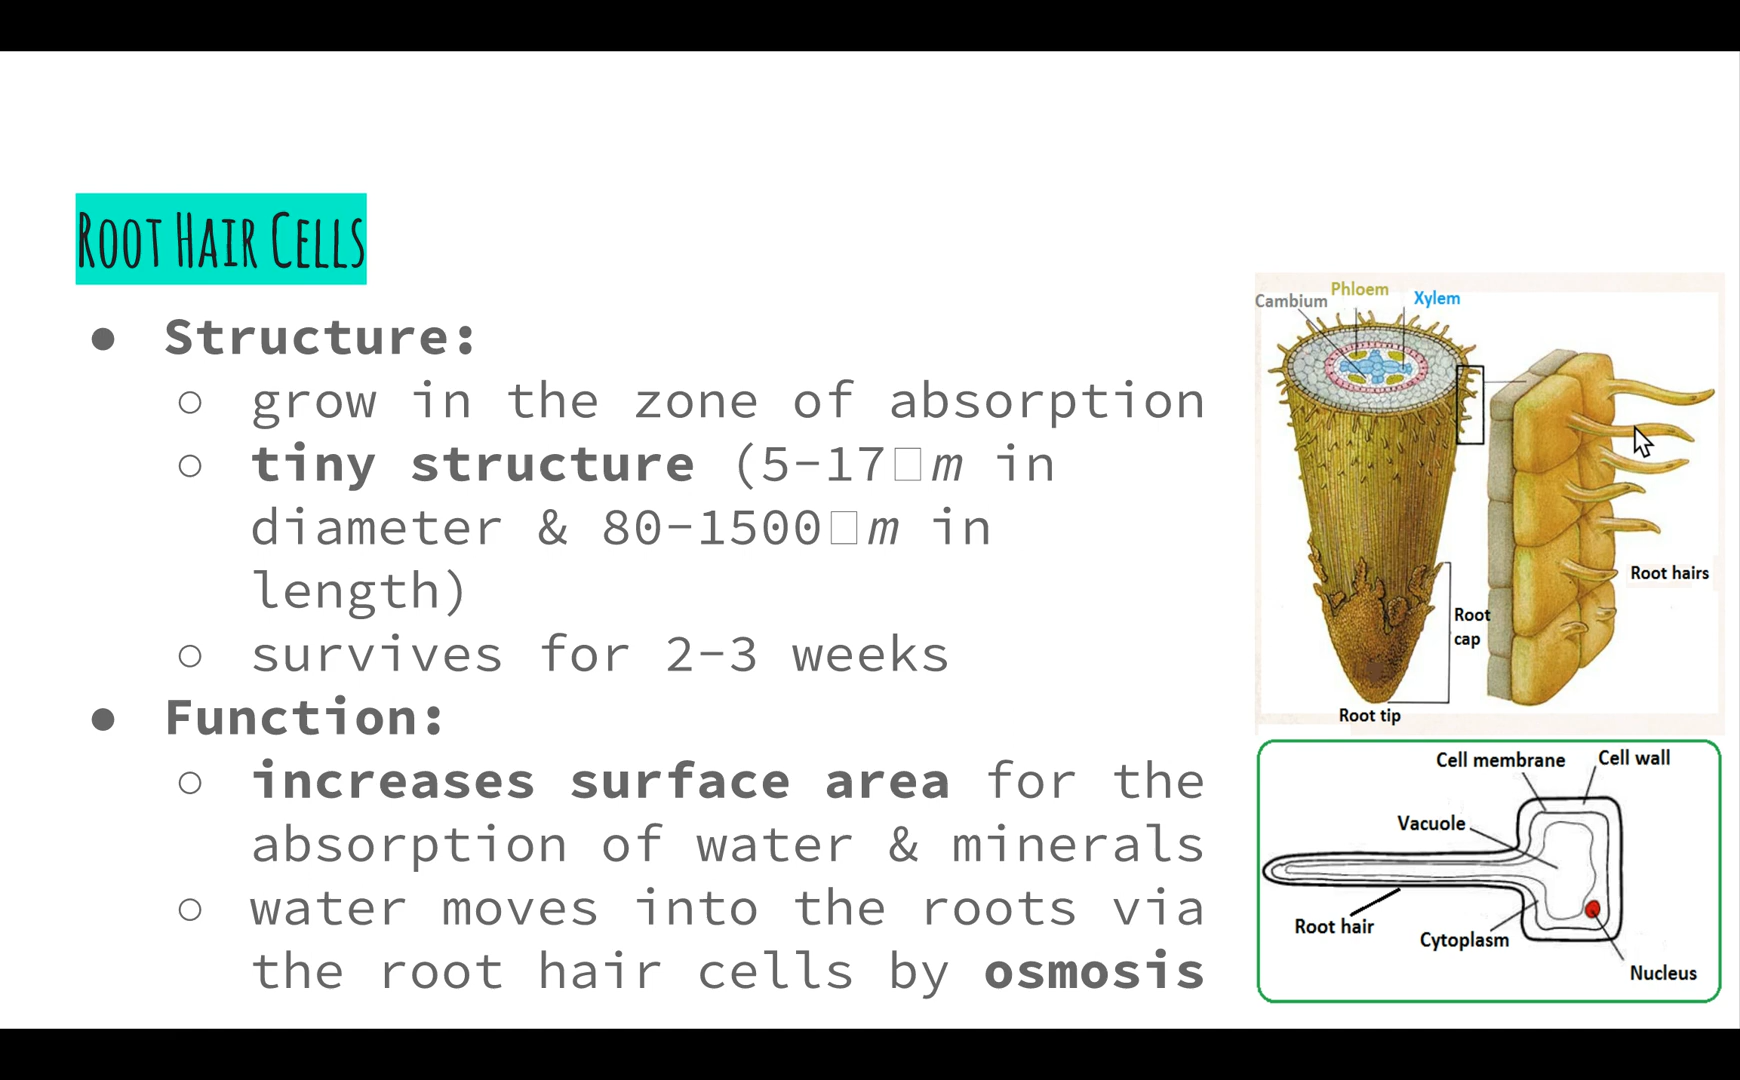 Root Hair Cells
● Structure:
○ grow in the zone of absorption
○ tiny structure (5-17□m in
diameter & 80-1500□m in
length)
○ survives for 2-3 weeks
● Function:
○ increases surface area for the
absorption of water & minerals
○ water moves into the roots via
the root hair cells by osmosis
Cambium
Phloem
Xylem
Root hairs
Root
cap
Root tip
Cell membrane
Cell wall
Vacuole
Root hair
Cytoplasm
Nucleus